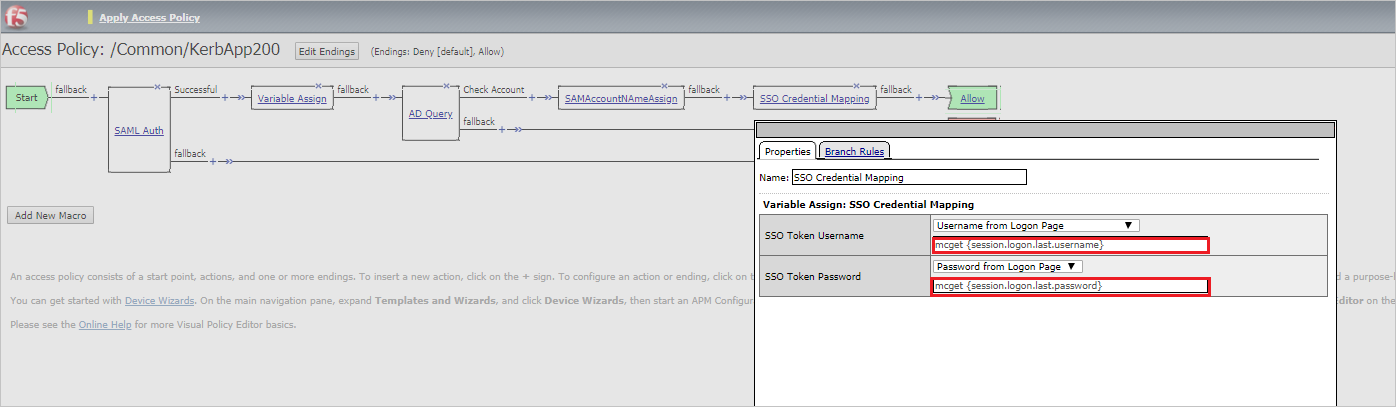 f5
Apply Access Policy
Access Policy: /Common/KerbApp200 Edit Endings (Endings: Deny [default], Allow)
Start fallback + SAML Auth Successful + Variable Assign fallback + AD Query Check Account + SAMAccountNAmeAssign fallback + SSO Credential Mapping fallback + Allow
fallback +
fallback +
Properties Branch Rules
Name: SSO Credential Mapping
Variable Assign: SSO Credential Mapping
SSO Token Username Username from Logon Page
mcget {session.logon.last.username}
SSO Token Password Password from Logon Page
mcget {session.logon.last.password}
Add New Macro
An access policy consists of a start point, actions, and one or more endings. To insert a new action, click on the + sign. To configure an action or ending, click on t d a purpose-l
You can get started with Device Wizards. On the main navigation pane, expand Templates and Wizards, and click Device Wizards, then start an APM Configur Editor on the
Please see the Online Help for more Visual Policy Editor basics.